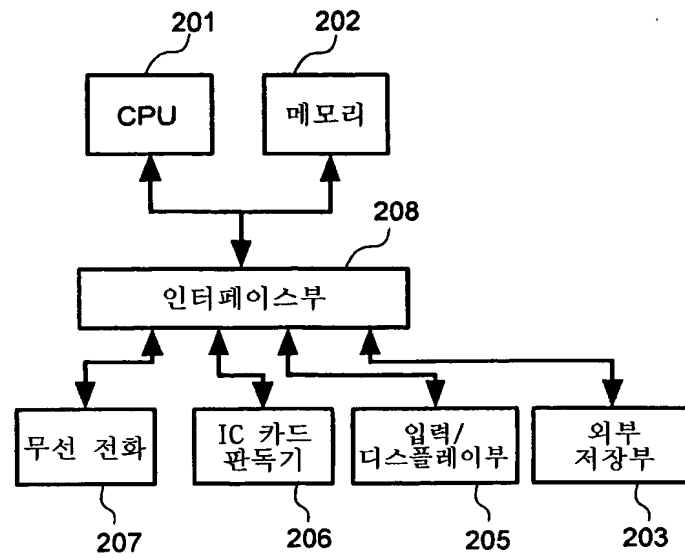 201
202
CPU
메모리
208
인터페이스부
무선 전화
IC 카드
판독기
입력/
디스플레이부
외부
저장부
207
206
205
203